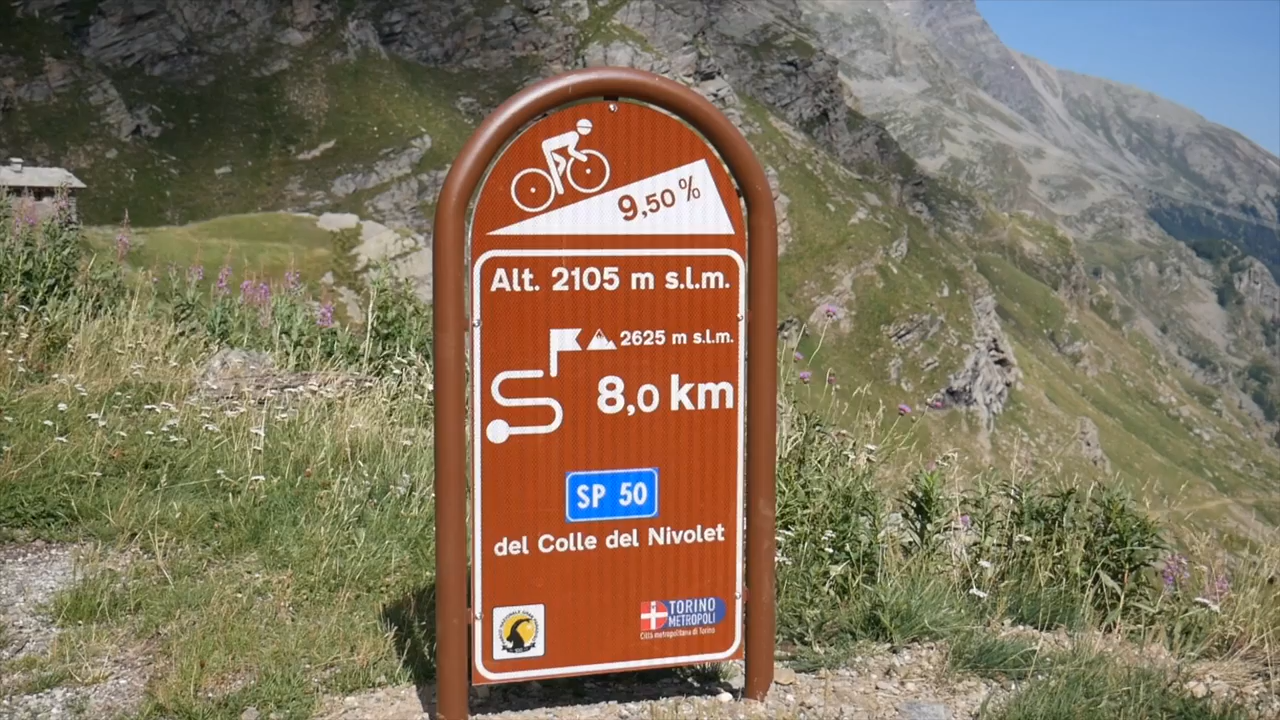 9,50 %
Alt. 2105 m s.l.m.
2625 m s.l.m.
8,0 km
SP 50
del Colle del Nivolet
TORINO
METROPOLI
Città metropolitana di Torino